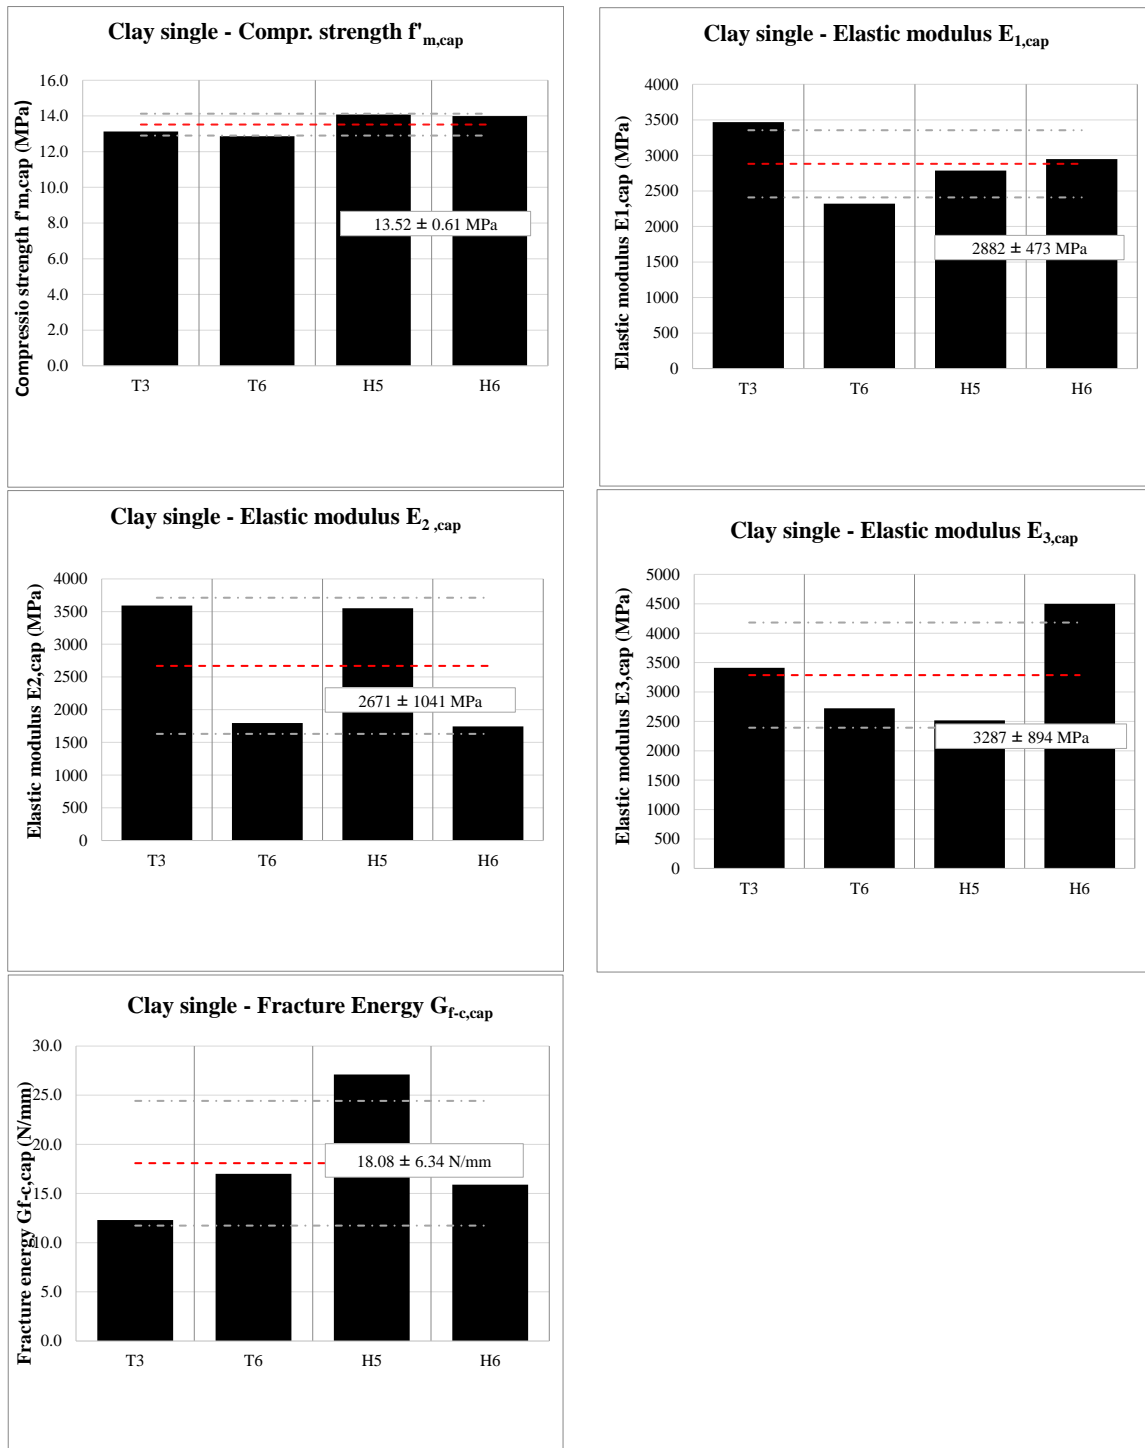 Clay single - Compr. strength f'm,cap
Compressio strength f'm,cap (MPa)
16.0
14.0
12.0
10.0
8.0
6.0
4.0
2.0
0.0
13.52 ± 0.61 MPa
T3 T6 H5 H6
Clay single - Elastic modulus E1,cap
Elastic modulus E1,cap (MPa)
4000
3500
3000
2500
2000
1500
1000
500
0
2882 ± 473 MPa
T3 T6 H5 H6
Clay single - Elastic modulus E2 ,cap
Elastic modulus E2,cap (MPa)
4000
3500
3000
2500
2000
1500
1000
500
0
2671 ± 1041 MPa
T3 T6 H5 H6
Clay single - Elastic modulus E3,cap
Elastic modulus E3,cap (MPa)
5000
4500
4000
3500
3000
2500
2000
1500
1000
500
0
3287 ± 894 MPa
T3 T6 H5 H6
Clay single - Fracture Energy Gf-c,cap
Fracture energy Gf-c,cap (N/mm)
30.0
25.0
20.0
15.0
10.0
5.0
0.0
18.08 ± 6.34 N/mm
T3 T6 H5 H6